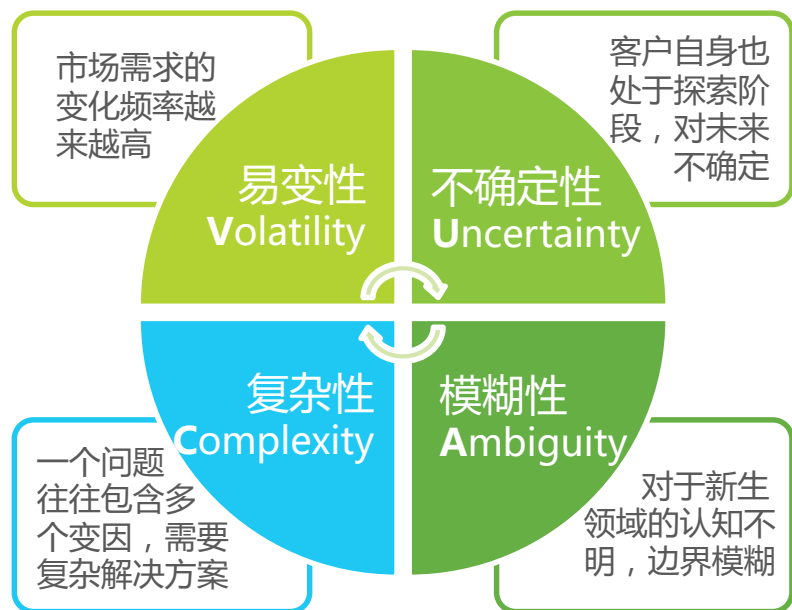 市场需求的
变化频率越
来越高
客户自身也
处于探索阶
段，对未来
不确定
易变性
Volatility
不确定性
Uncertainty
复杂性
Complexity
模糊性
Ambiguity
一个问题
往往包含多
个变因，需要
复杂解决方案
对于新生
领域的认知不
明，边界模糊